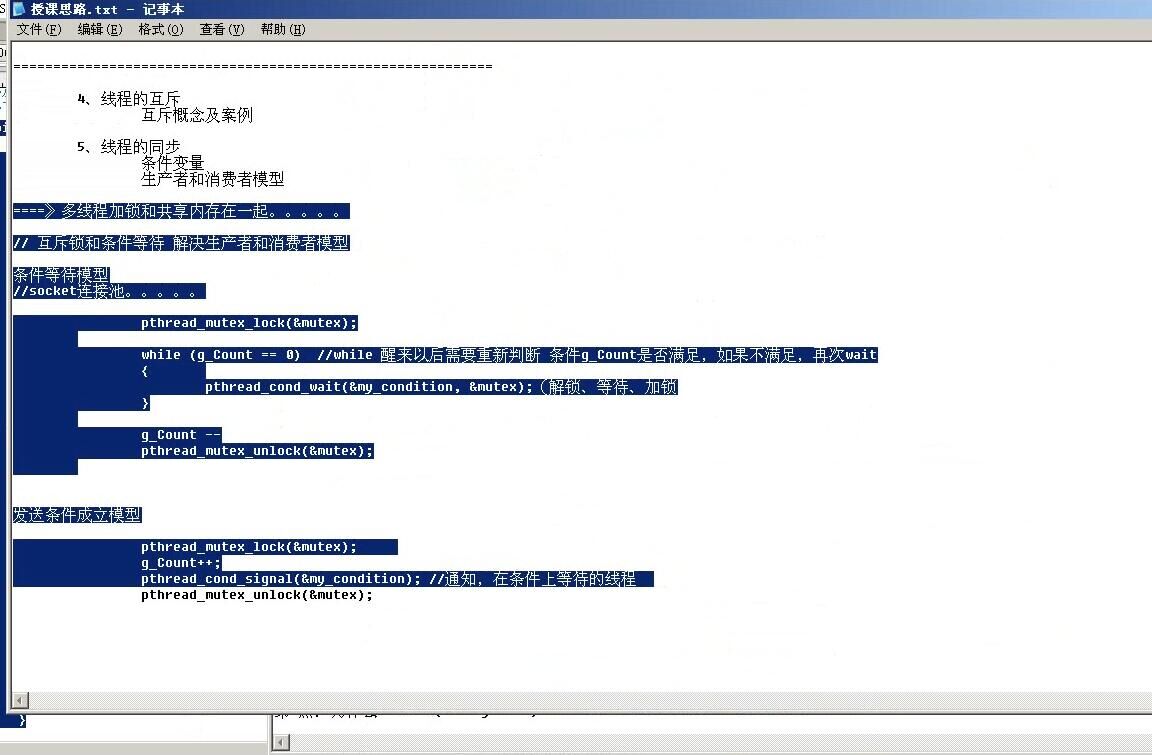 授课思路.txt - 记事本
文件(F) 编辑(E) 格式(O) 查看(V) 帮助(H)
============================================================
4、线程的互斥
互斥概念及案例
5、线程的同步
条件变量
生产者和消费者模型
====》多线程加锁和共享内存在一起。。。。。
// 互斥锁和条件等待 解决生产者和消费者模型
条件等待模型
//socket连接池。。。。。
pthread_mutex_lock(&mutex);
while (g_Count == 0)  //while 醒来以后需要重新判断 条件g_Count是否满足，如果不满足，再次wait
{
pthread_cond_wait(&my_condition, &mutex);（解锁、等待、加锁
}
g_Count --
pthread_mutex_unlock(&mutex);
发送条件成立模型
pthread_mutex_lock(&mutex);
g_Count++;
pthread_cond_signal(&my_condition); //通知，在条件上等待的线程
pthread_mutex_unlock(&mutex);
}